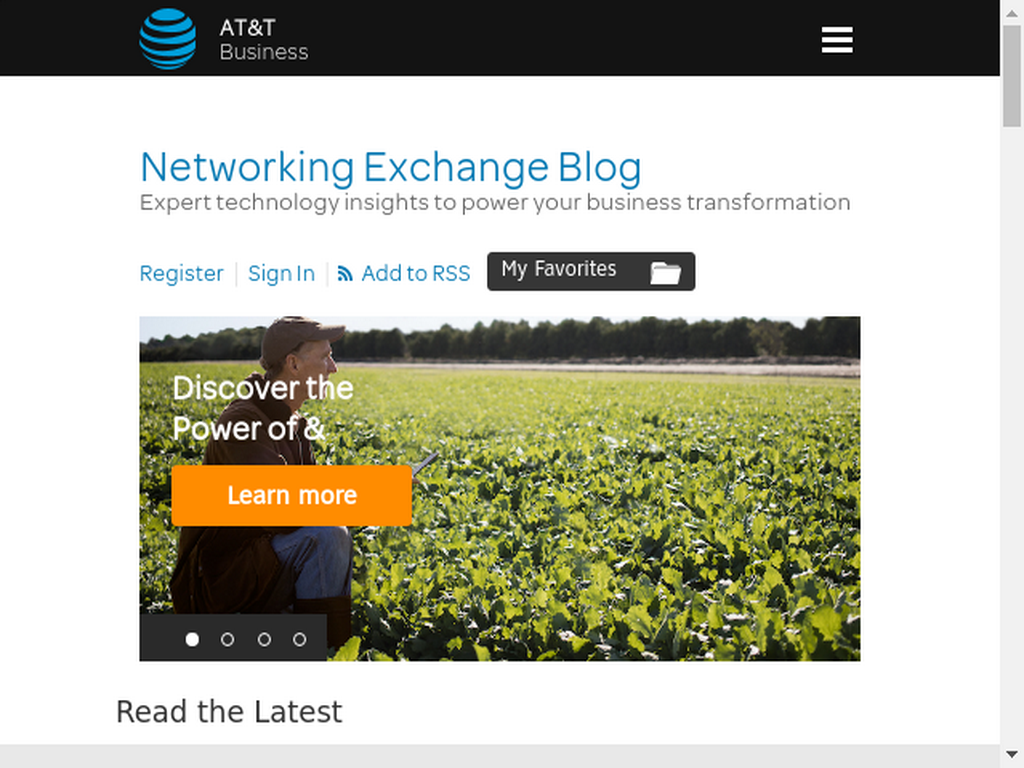 AT&T
Business
Networking Exchange Blog
Expert technology insights to power your business transformation
Register
Sign In
Add to RSS
My Favorites
Discover the
Power of &
Learn more
Read the Latest